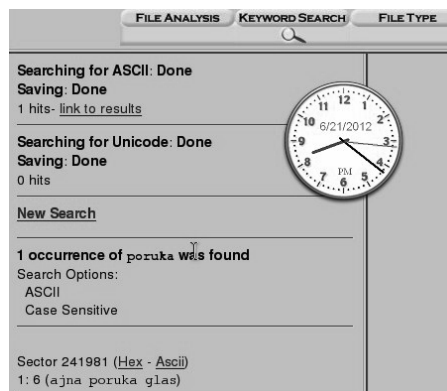 FILE ANALYSIS KEYWORD SEARCH FILE TYPE
Searching for ASCII: Done
Saving: Done
1 hits- link to results
Searching for Unicode: Done
Saving: Done
0 hits
New Search
1 occurrence of poruka was found
Search Options:
ASCII
Case Sensitive
Sector 241981 (Hex - Ascii)
1: 6 (ajna poruka glas)
12 1 2 3 4 5 6 7 8 9 10 11
6/21/2012
PM